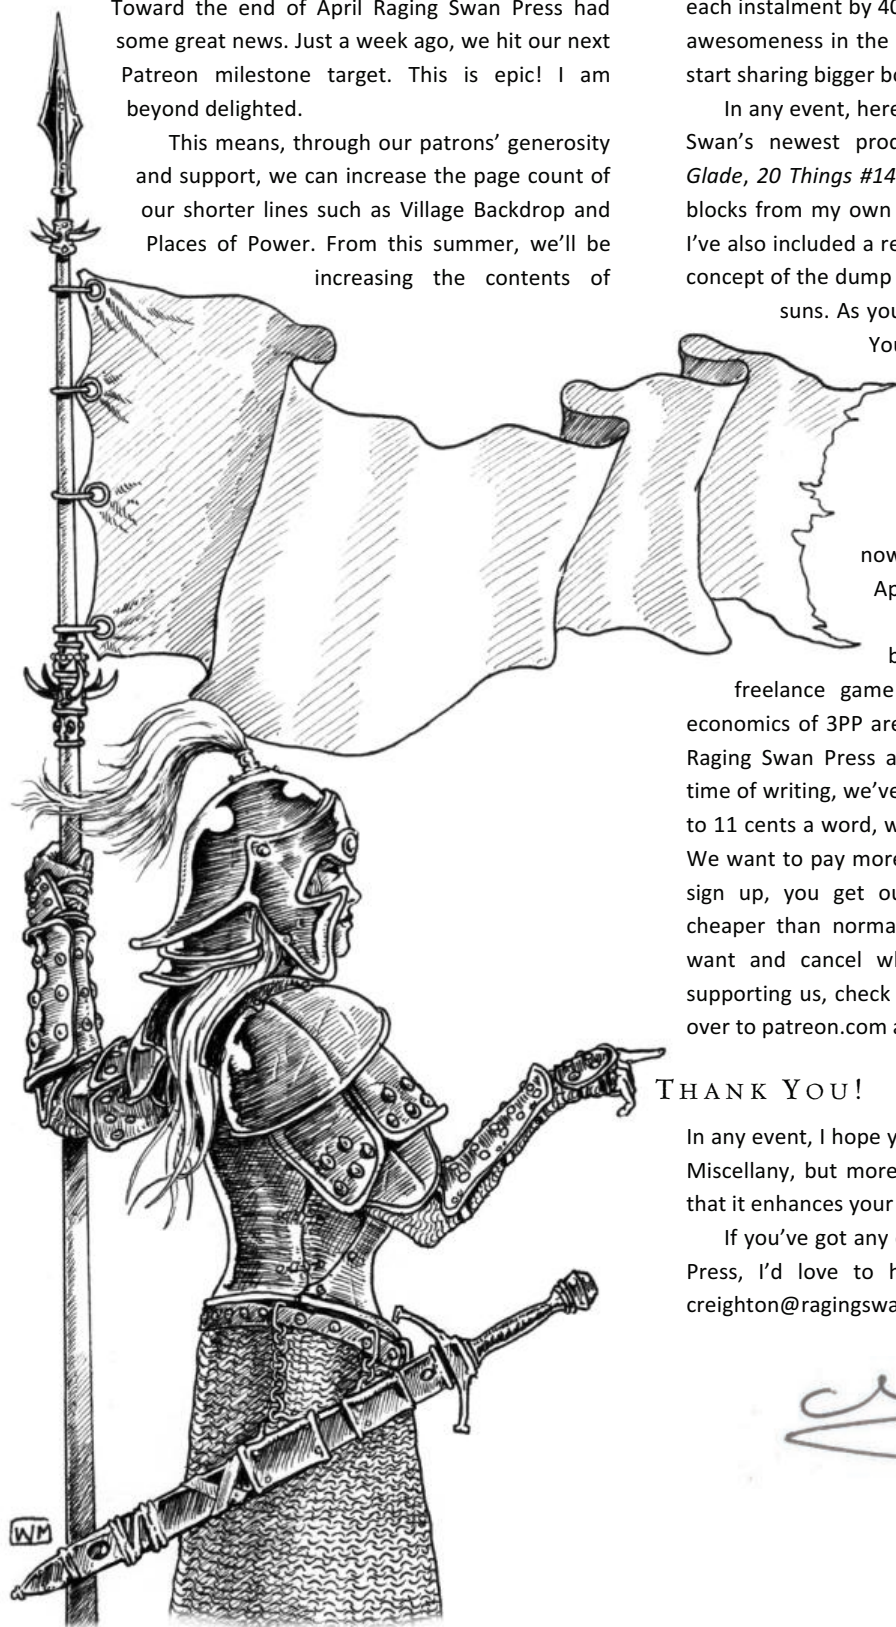 Toward the end of April Raging Swan Press had
some great news. Just a week ago, we hit our next
Patreon milestone target. This is epic! I am
beyond delighted.
This means, through our patrons’ generosity
and support, we can increase the page count of
our shorter lines such as Village Backdrop and
Places of Power. From this summer, we’ll be
increasing the contents of
each instalment by 40
awesomeness in the
start sharing bigger be
In any event, here
Swan’s newest prod
Glade, 20 Things #14
blocks from my own
I’ve also included a re
concept of the dump
suns. As you
You
now
Ap
b
freelance game
economics of 3PP are
Raging Swan Press a
time of writing, we’ve
to 11 cents a word, w
We want to pay more
sign up, you get ou
cheaper than norma
want and cancel wh
supporting us, check
over to patreon.com a
THANK YOU!
In any event, I hope y
Miscellany, but more
that it enhances your
If you’ve got any
Press, I’d love to h
creighton@ragingswa
WM